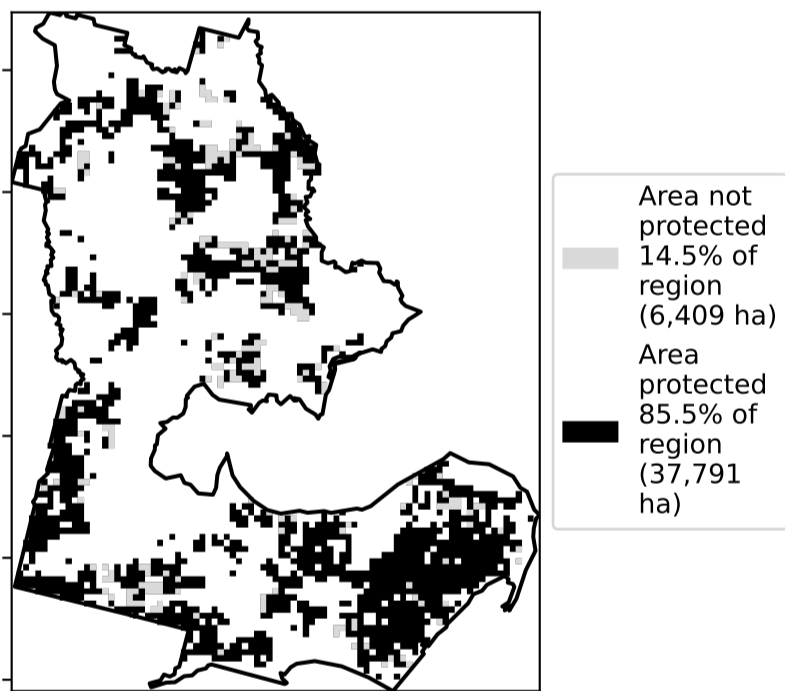 Area not
protected
14.5% of
region
(6,409 ha)
Area
protected
85.5% of
region
(37,791
ha)